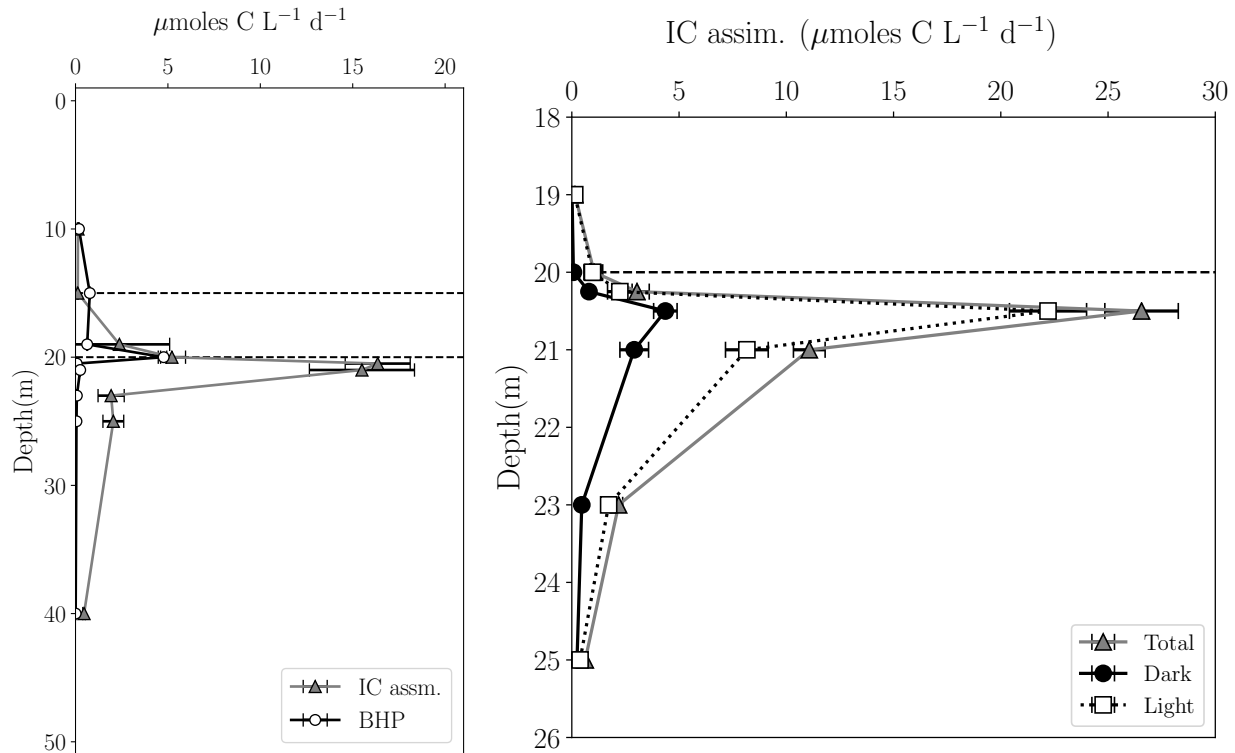 μmoles C L⁻¹ d⁻¹
0 5 10 15 20
0
10
20
30
40
50
Depth(m)
IC assm.
BHP
IC assim. (μmoles C L⁻¹ d⁻¹)
0 5 10 15 20 25 30
18
19
20
21
22
23
24
25
26
Depth(m)
Total
Dark
Light